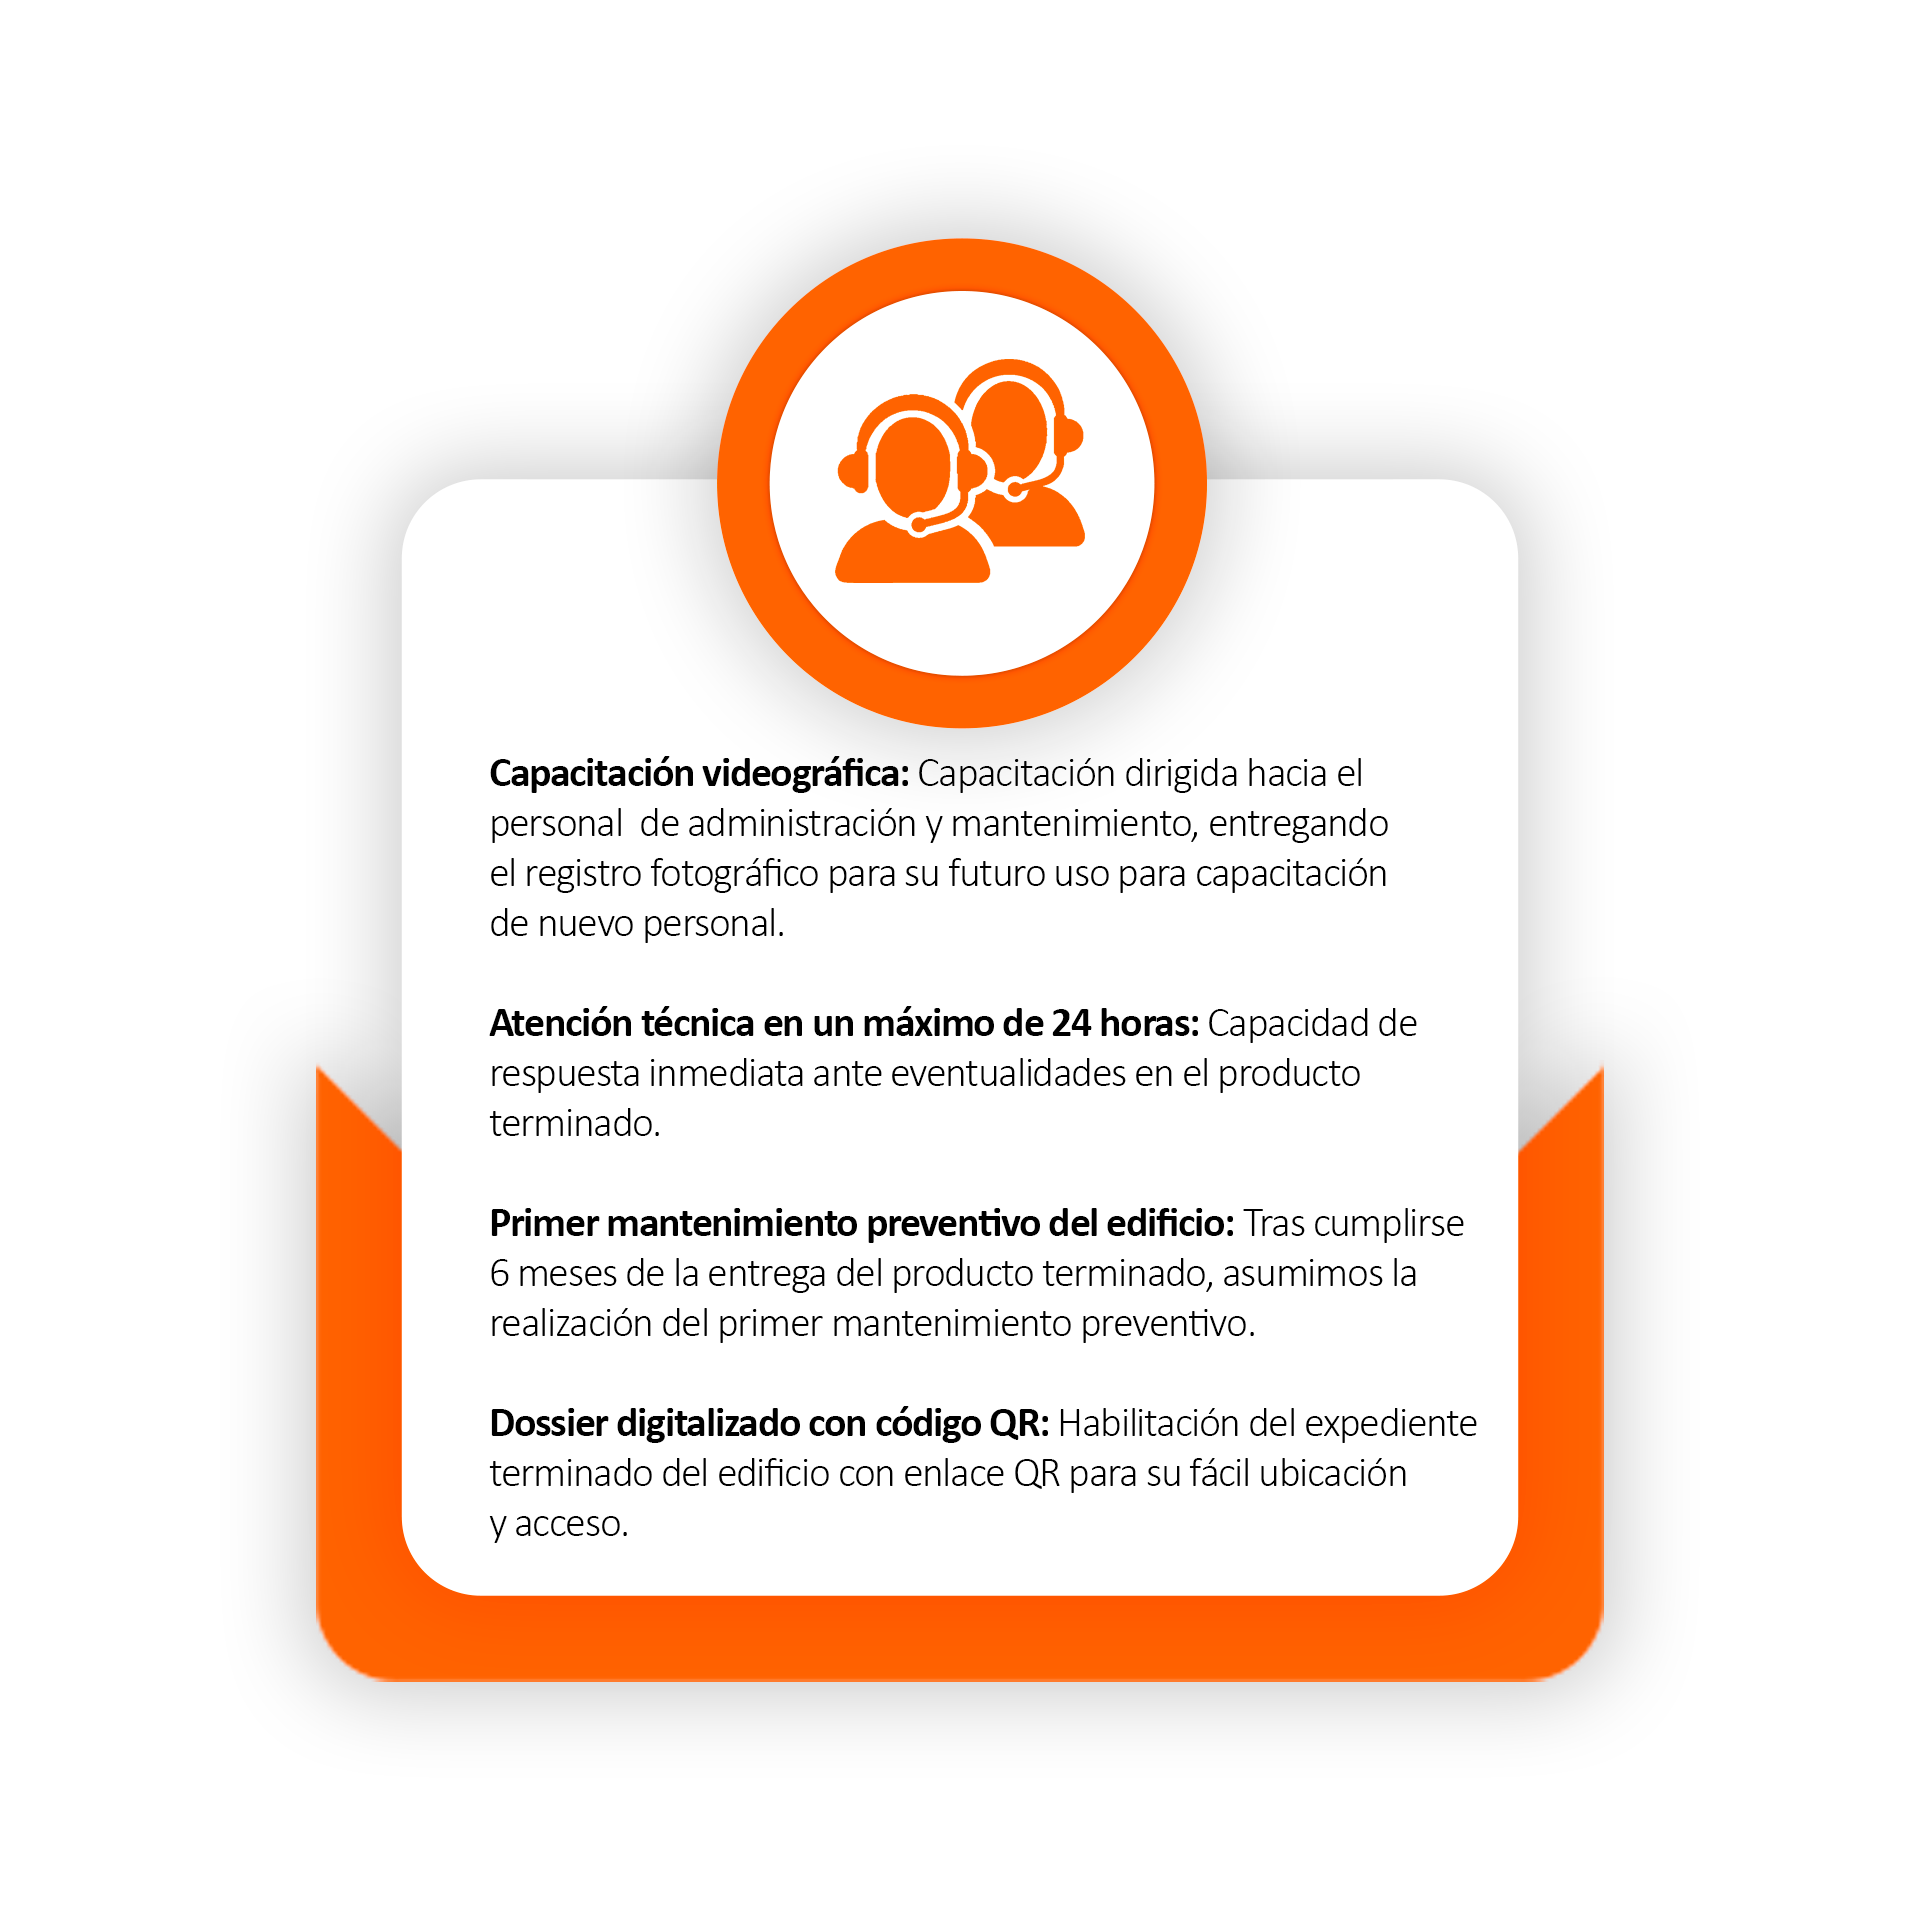 Capacitación videográfica: Capacitación dirigida hacia el
personal  de administración y mantenimiento, entregando
el registro fotográfico para su futuro uso para capacitación
de nuevo personal.
Atención técnica en un máximo de 24 horas: Capacidad de
respuesta inmediata ante eventualidades en el producto
terminado.
Primer mantenimiento preventivo del edificio: Tras cumplirse
6 meses de la entrega del producto terminado, asumimos la
realización del primer mantenimiento preventivo.
Dossier digitalizado con código QR: Habilitación del expediente
terminado del edificio con enlace QR para su fácil ubicación
y acceso.